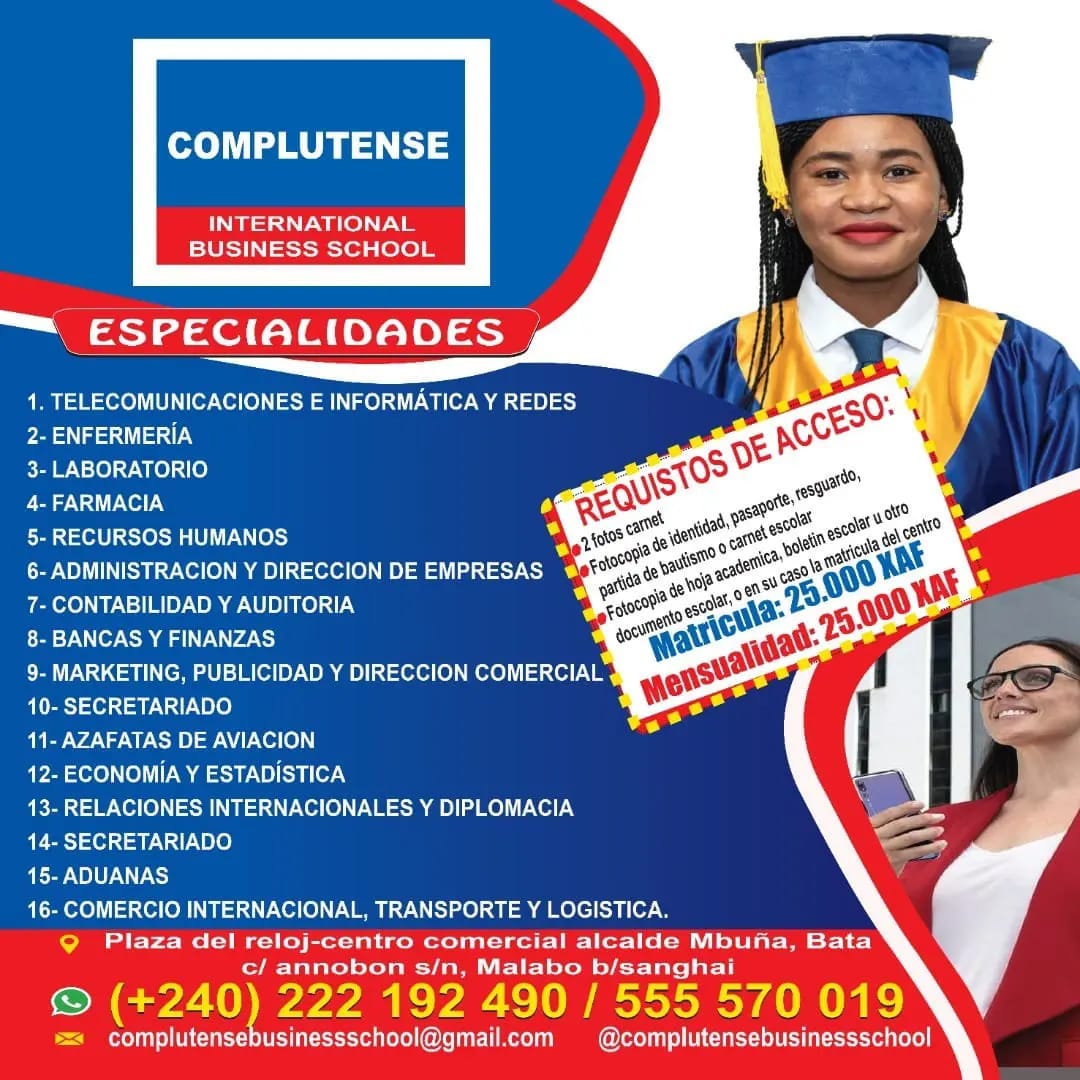 COMPLUTENSE
INTERNATIONAL
BUSINESS SCHOOL
ESPECIALIDADES
1. TELECOMUNICACIONES E INFORMÁTICA Y REDES
2- ENFERMERÍA
3- LABORATORIO
4- FARMACIA
5- RECURSOS HUMANOS
6- ADMINISTRACION Y DIRECCION DE EMPRESAS
7- CONTABILIDAD Y AUDITORIA
8- BANCAS Y FINANZAS
9- MARKETING, PUBLICIDAD Y DIRECCION COMERCIAL
10- SECRETARIADO
11- AZAFATAS DE AVIACION
12- ECONOMÍA Y ESTADÍSTICA
13- RELACIONES INTERNACIONALES Y DIPLOMACIA
14- SECRETARIADO
15- ADUANAS
16- COMERCIO INTERNACIONAL, TRANSPORTE Y LOGISTICA.
REQUISTOS DE ACCESO:
•2 fotos carnet
•Fotocopia de identidad, pasaporte, resguardo,
partida de bautismo o carnet escolar
•Fotocopia de hoja academica, boletin escolar u otro
documento escolar, o en su caso la matricula del centro
Matricula: 25.000 XAF
Mensualidad: 25.000 XAF
Plaza del reloj-centro comercial alcalde Mbuña, Bata
c/ annobon s/n, Malabo b/sanghai
(+240) 222 192 490 / 555 570 019
complutensebusinessschool@gmail.com @complutensebusinessschool